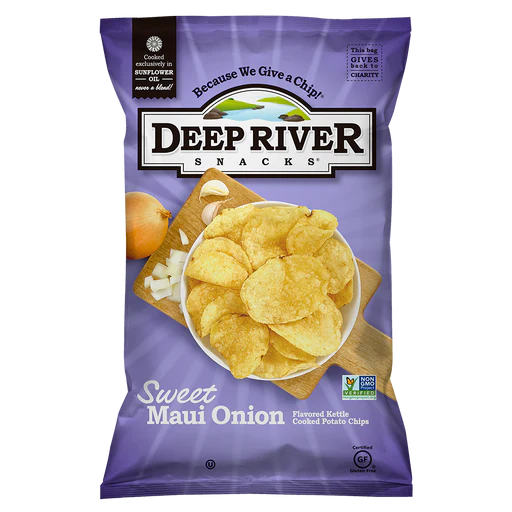 Cooked
exclusively in
SUNFLOWER
OIL
never a blend!
This bag
GIVES
back to
CHARITY
Because We Give a Chip!®
DEEP RIVER
SNACKS®
Sweet
Maui Onion
Flavored Kettle
Cooked Potato Chips
NON
GMO
Project
VERIFIED
U
Certified
GF
Gluten-Free